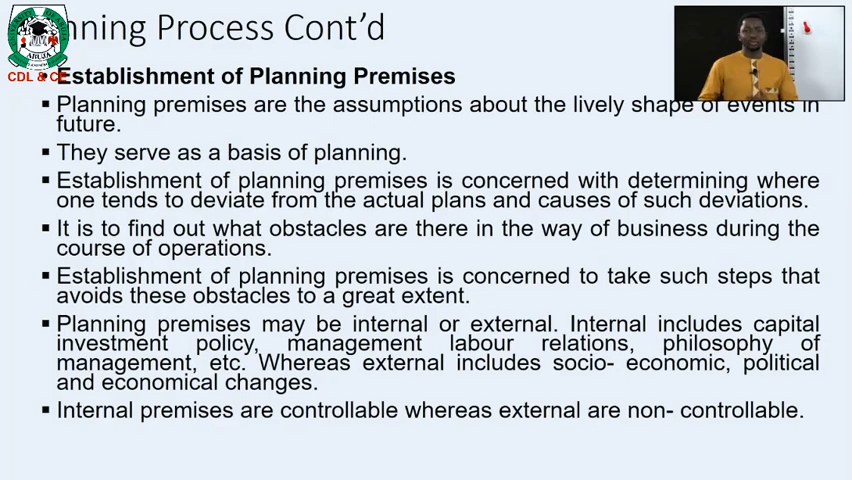 nning Process Cont'd
ABUJA
CDL & CE
▪ Establishment of Planning Premises
▪ Planning premises are the assumptions about the lively shape of events in
future.
▪ They serve as a basis of planning.
▪ Establishment of planning premises is concerned with determining where
one tends to deviate from the actual plans and causes of such deviations.
▪ It is to find out what obstacles are there in the way of business during the
course of operations.
▪ Establishment of planning premises is concerned to take such steps that
avoids these obstacles to a great extent.
▪ Planning premises may be internal or external. Internal includes capital
investment policy, management labour relations, philosophy of
management, etc. Whereas external includes socio- economic, political
and economical changes.
▪ Internal premises are controllable whereas external are non- controllable.